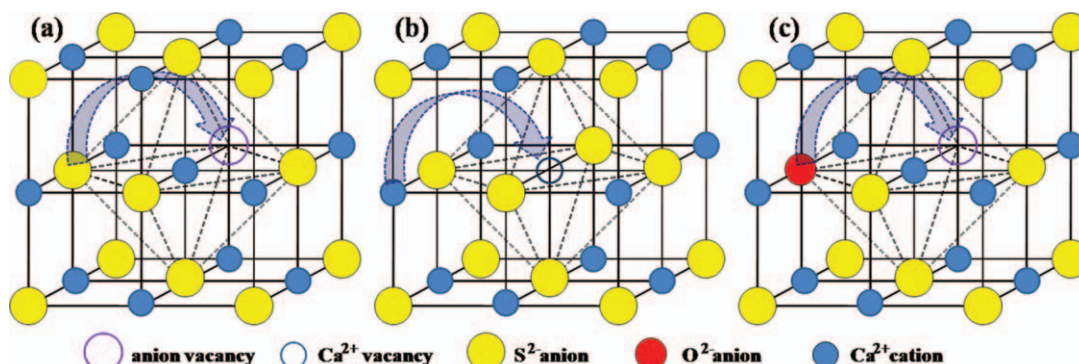 (a) (b) (c)
anion vacancy Ca²⁺ vacancy S²⁻anion O²⁻anion Ca²⁺cation